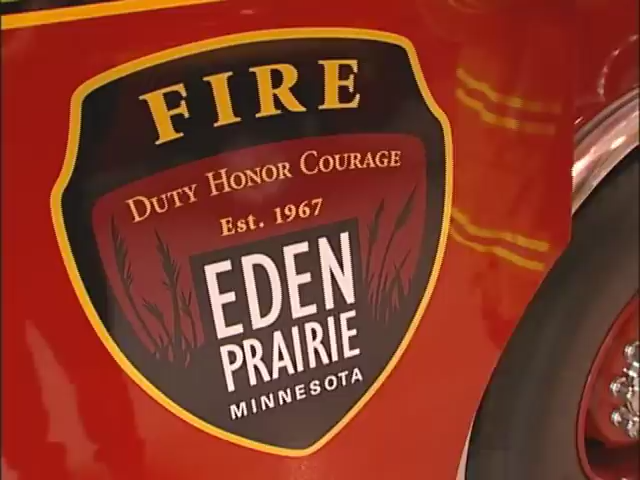 FIRE
DUTY HONOR COURAGE
Est. 1967
EDEN
PRAIRIE
MINNESOTA